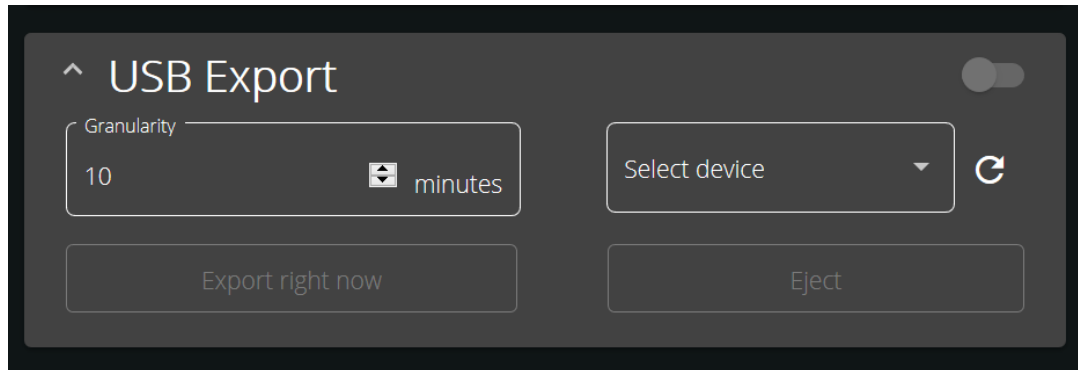 USB Export
Granularity
10 minutes
Select device
Export right now
Eject